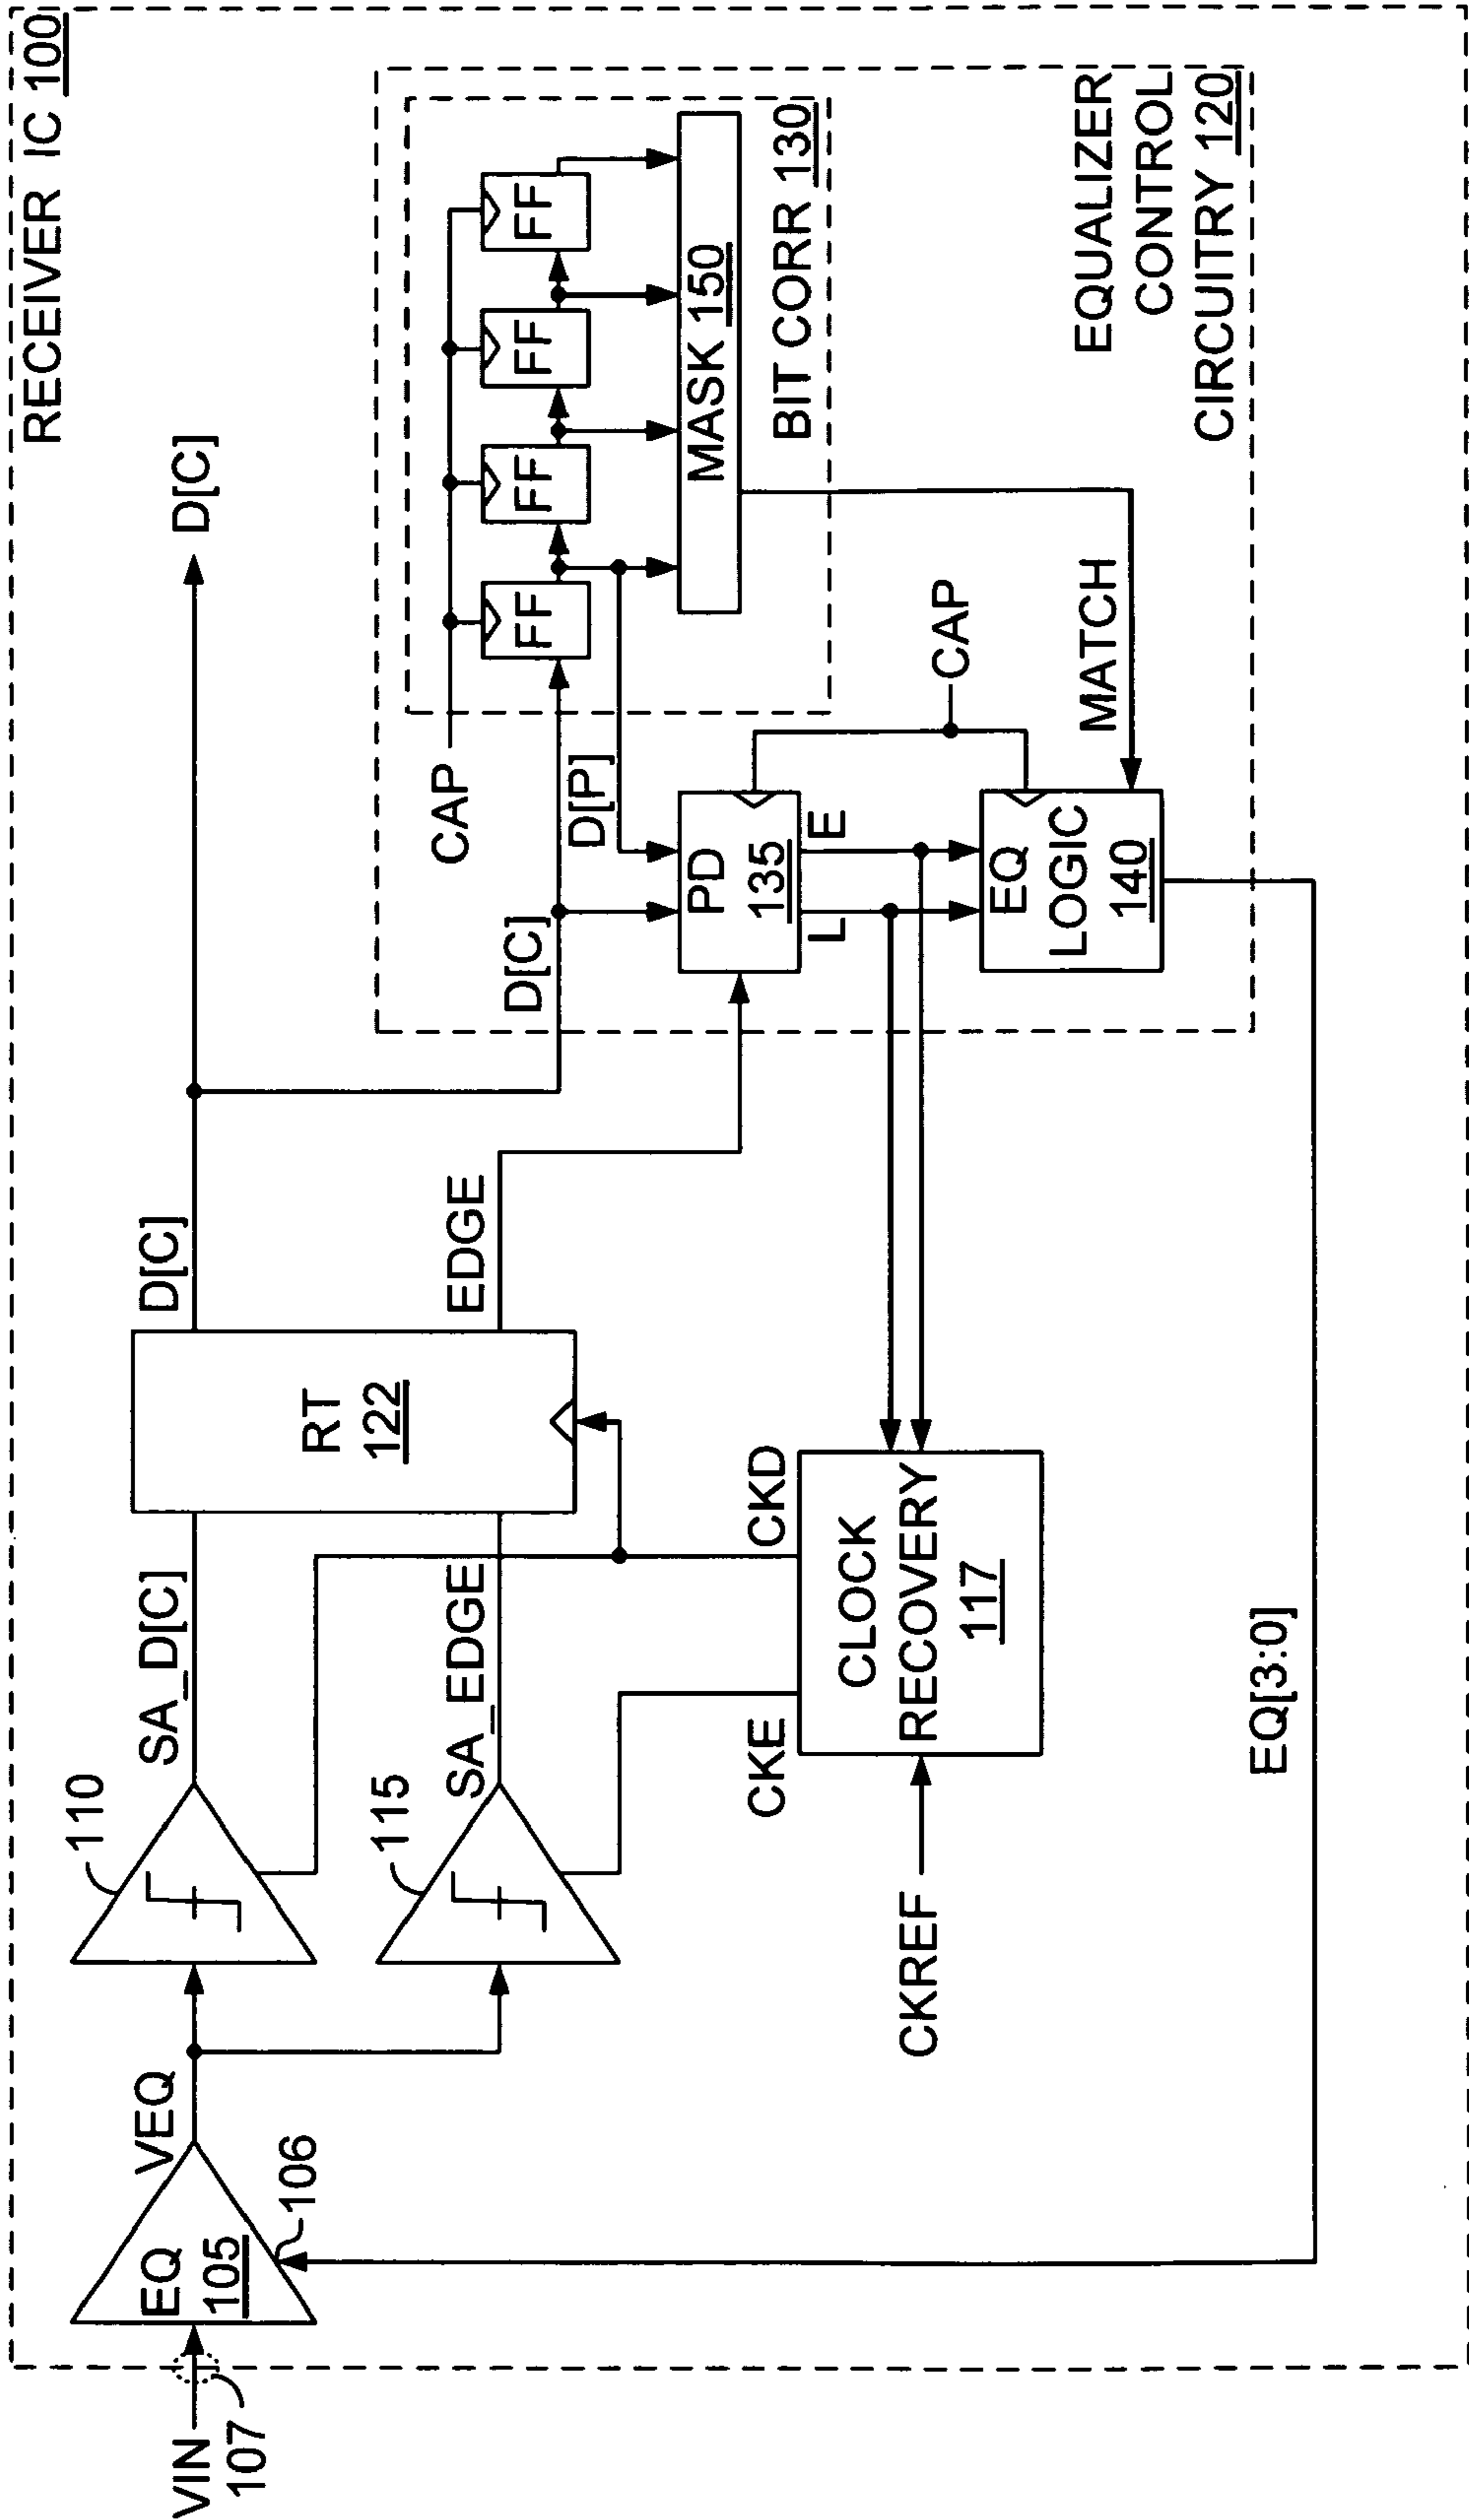 RECEIVER IC 100
VIN
107
EQ
105
106
VEQ
110
SA_D[C]
115
SA_EDGE
RT
122
D[C]
EDGE
D[C]
CKREF
CKE
CKD
CLOCK
RECOVERY
117
D[C]
D[P]
CAP
FF
FF
FF
FF
MASK 150
BIT CORR 130
PD
135
L
E
CAP
EQ
LOGIC
140
MATCH
EQUALIZER
CONTROL
CIRCUITRY 120
EQ[3:0]